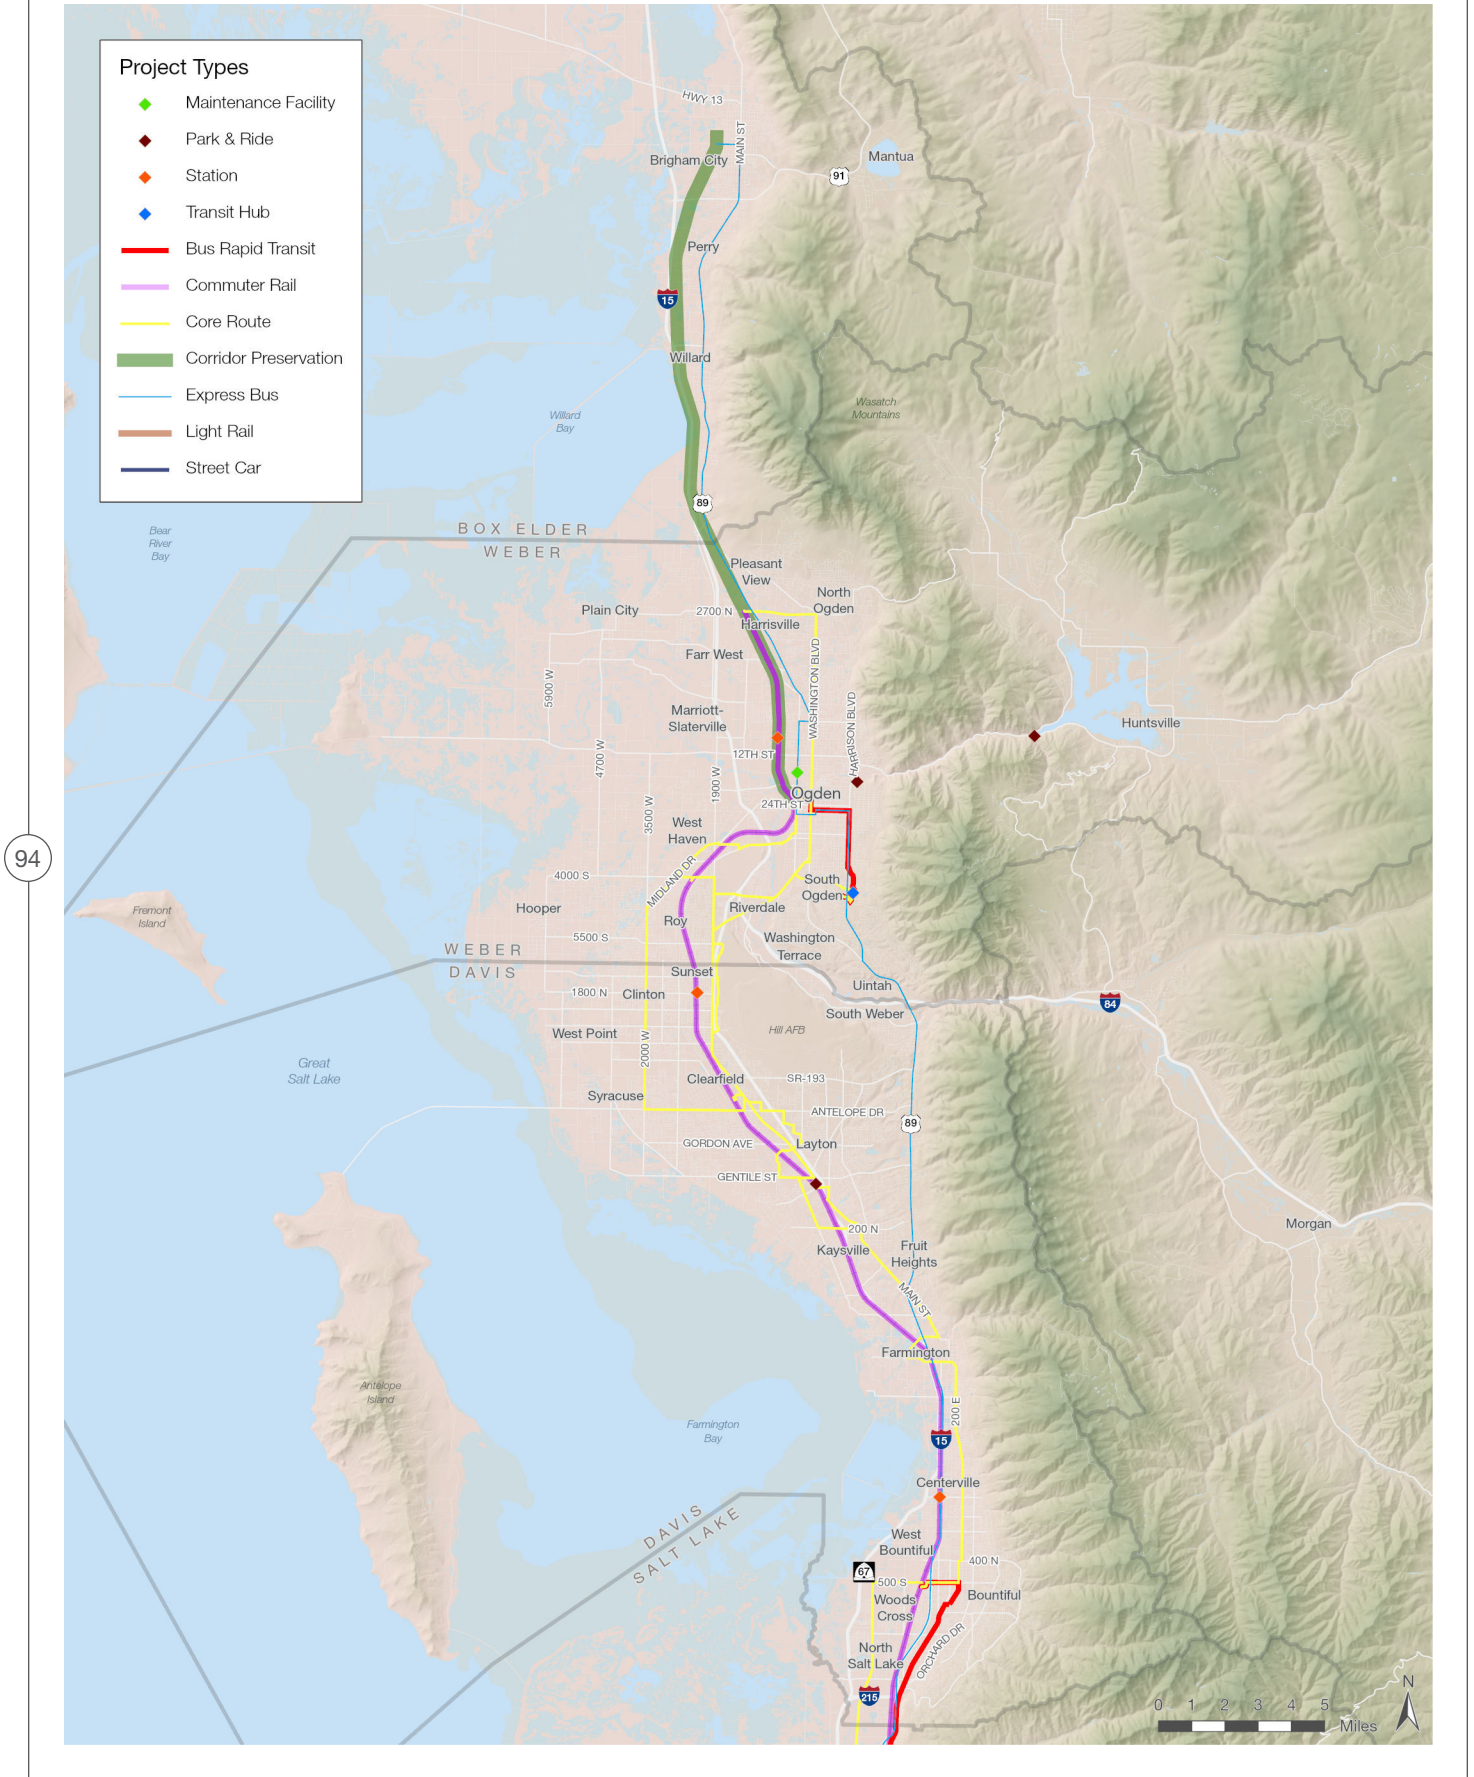 Project Types
Maintenance Facility
Park & Ride
Station
Transit Hub
Bus Rapid Transit
Commuter Rail
Core Route
Corridor Preservation
Express Bus
Light Rail
Street Car
HWY 13
MAIN ST
Brigham City
Mantua
91
Perry
15
Willard
Wasatch
Mountains
Willard
Bay
89
BOX ELDER
WEBER
Bear
River
Bay
Pleasant
View
North
Ogden
Plain City
2700 N
Harrisville
Farr West
WASHINGTON BLVD
5900 W
HARRISON BLVD
Marriott-
Slaterville
Huntsville
4700 W
12TH ST
1900 W
3500 W
Ogden
24TH ST
West
Haven
94
MIDLAND DR
4000 S
South
Ogden
Hooper
Riverdale
Fremont
Island
Roy
5500 S
Washington
Terrace
WEBER
DAVIS
Sunset
1800 N
Clinton
Uintah
84
South Weber
West Point
Hill AFB
2000 W
Great
Salt Lake
Clearfield
SR-193
Syracuse
ANTELOPE DR
89
GORDON AVE
Layton
GENTILE ST
Morgan
200 N
Kaysville
Fruit
Heights
MAIN ST
Farmington
Antelope
Island
200 E
Farmington
Bay
15
Centerville
DAVIS
SALT LAKE
West
Bountiful
400 N
67
500 S
Bountiful
Woods
Cross
ORCHARD DR
North
Salt Lake
215
N
0 1 2 3 4 5
Miles